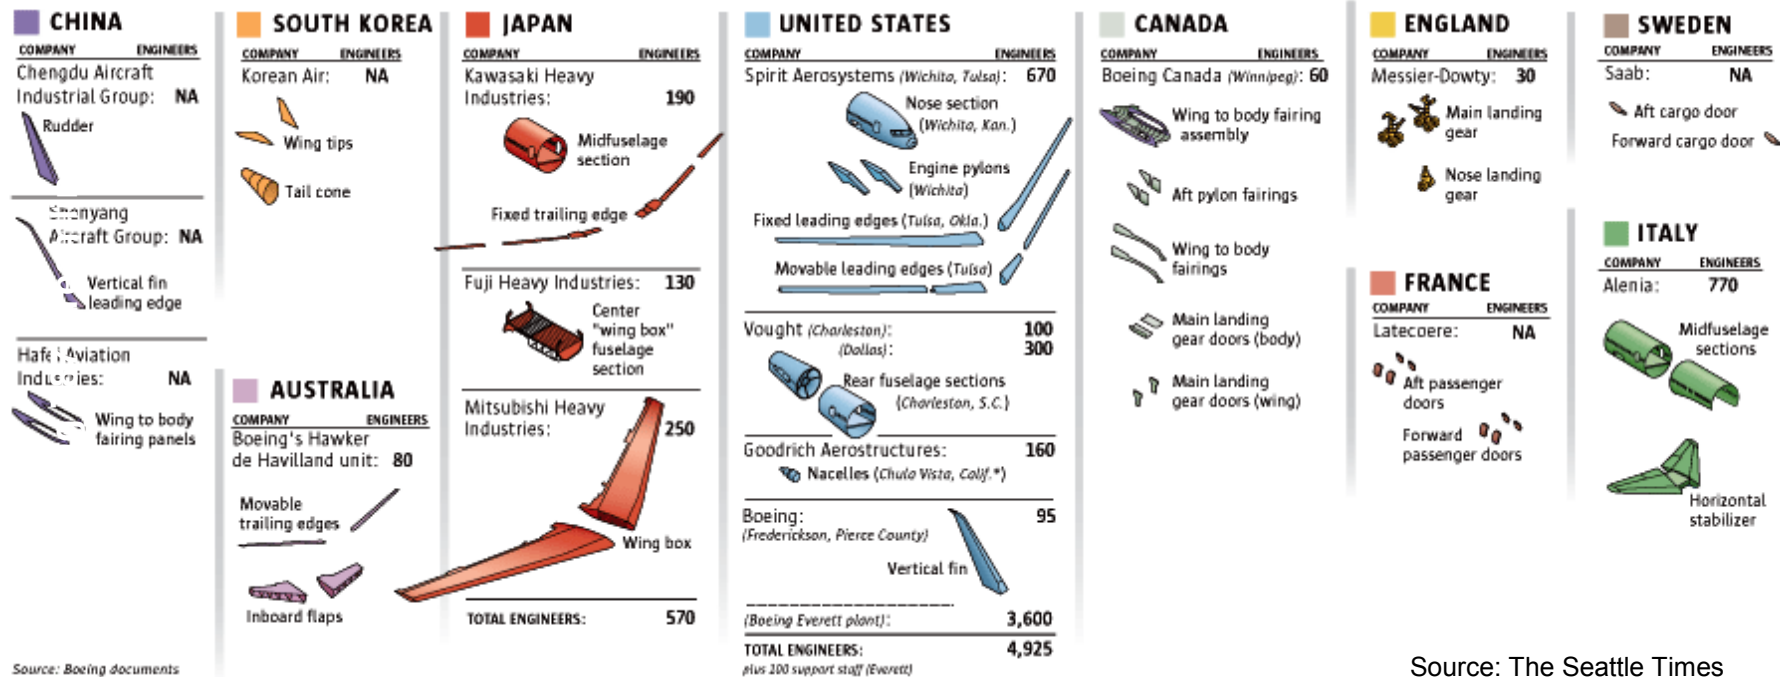 CHINA
COMPANY ENGINEERS
Chengdu Aircraft
Industrial Group: NA
Rudder
Shenyang
Aircraft Group: NA
Vertical fin
leading edge
Aviation
Industries: NA
Wing to body
fairing panels
Source: Boeing documents
SOUTH KOREA
COMPANY ENGINEERS
Korean Air: NA
Wing tips
Tail cone
AUSTRALIA
COMPANY ENGINEERS
Boeing's Hawker
de Havilland unit: 80
Movable
trailing edges
Inboard flaps
JAPAN
COMPANY ENGINEERS
Kawasaki Heavy
Industries: 190
Midfuselage
section
Fixed trailing edge
Fuji Heavy Industries: 130
Center
"wing box"
fuselage
section
Mitsubishi Heavy
Industries: 250
Wing box
TOTAL ENGINEERS: 570
UNITED STATES
COMPANY ENGINEERS
Spirit Aerosystems (Wichita, Tulsa): 670
Nose section
(Wichita, Kan.)
Engine pylons
(Wichita)
Fixed leading edges (Tulsa, Okla.)
Movable leading edges (Tulsa)
Vought (Charleston): 100
(Dallas): 300
Rear fuselage sections
(Charleston, S.C.)
Goodrich Aerostructures: 160
Nacelles (Chula Vista, Calif.*)
Boeing: 95
(Frederickson, Pierce County)
Vertical fin
(Boeing Everett plant): 3,600
TOTAL ENGINEERS: 4,925
plus 100 support staff (Everett)
CANADA
COMPANY ENGINEERS
Boeing Canada (Winnipeg): 60
Wing to body fairing
assembly
Aft pylon fairings
Wing to body
fairings
Main landing
gear doors (body)
Main landing
gear doors (wing)
ENGLAND
COMPANY ENGINEERS
Messier-Dowty: 30
Main landing
gear
Nose landing
gear
FRANCE
COMPANY ENGINEERS
Latecoere: NA
Aft passenger
doors
Forward
passenger doors
SWEDEN
COMPANY ENGINEERS
Saab: NA
Aft cargo door
Forward cargo door
ITALY
COMPANY ENGINEERS
Alenia: 770
Midfuselage
sections
Horizontal
stabilizer
Source: The Seattle Times